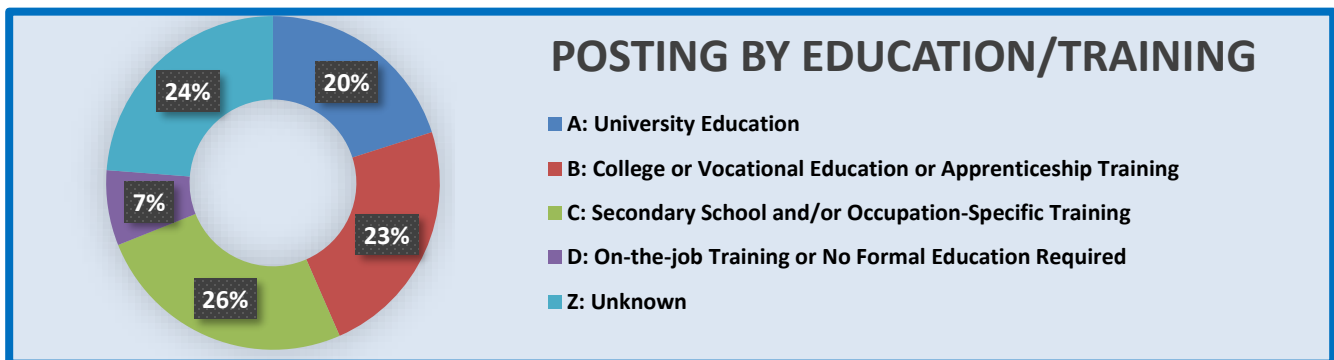 POSTING BY EDUCATION/TRAINING
24%
20%
7%
23%
26%
A: University Education
B: College or Vocational Education or Apprenticeship Training
C: Secondary School and/or Occupation-Specific Training
D: On-the-job Training or No Formal Education Required
Z: Unknown